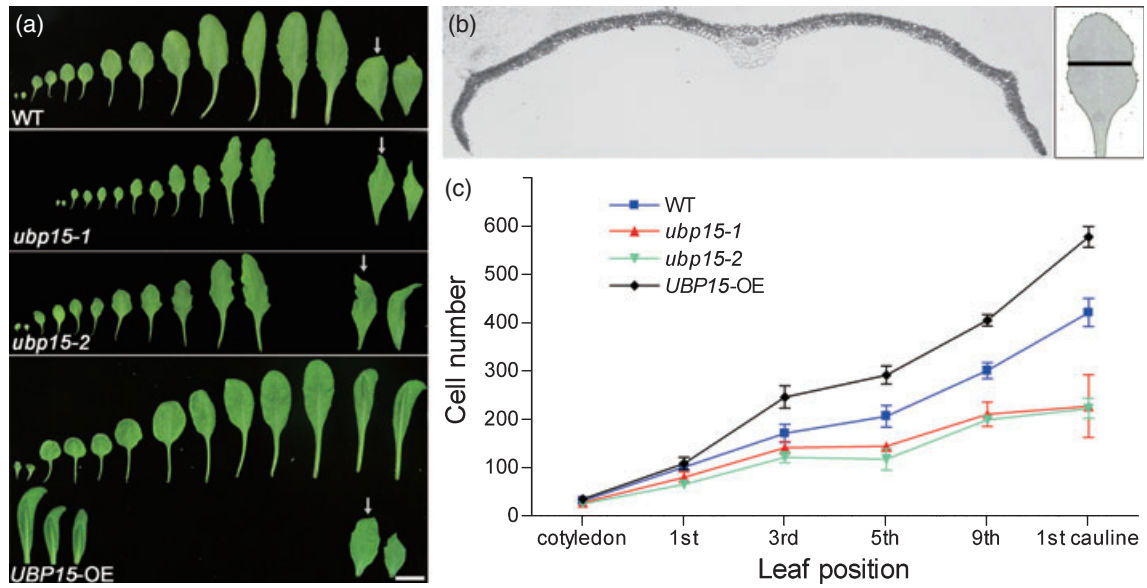 (a)
WT
ubp15-1
ubp15-2
UBP15-OE
(b)
(c)
WT
ubp15-1
ubp15-2
UBP15-OE
Cell number
600
500
400
300
200
100
0
cotyledon 1st 3rd 5th 9th 1st cauline
Leaf position